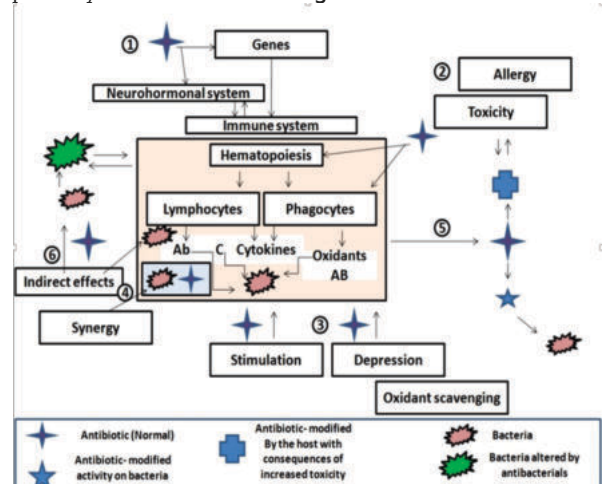 ①
Genes
②
Allergy
Neurohormonal system
Toxicity
Immune system
Hematopoiesis
Lymphocytes
Phagocytes
⑤
⑥
Ab
C
Cytokines
Oxidants
AB
Indirect effects
④
Synergy
③
Stimulation
Depression
Oxidant scavenging
Antibiotic (Normal)
Antibiotic- modified
activity on bacteria
Antibiotic- modified
By the host with
consequences of
increased toxicity
Bacteria
Bacteria altered by
antibacterials